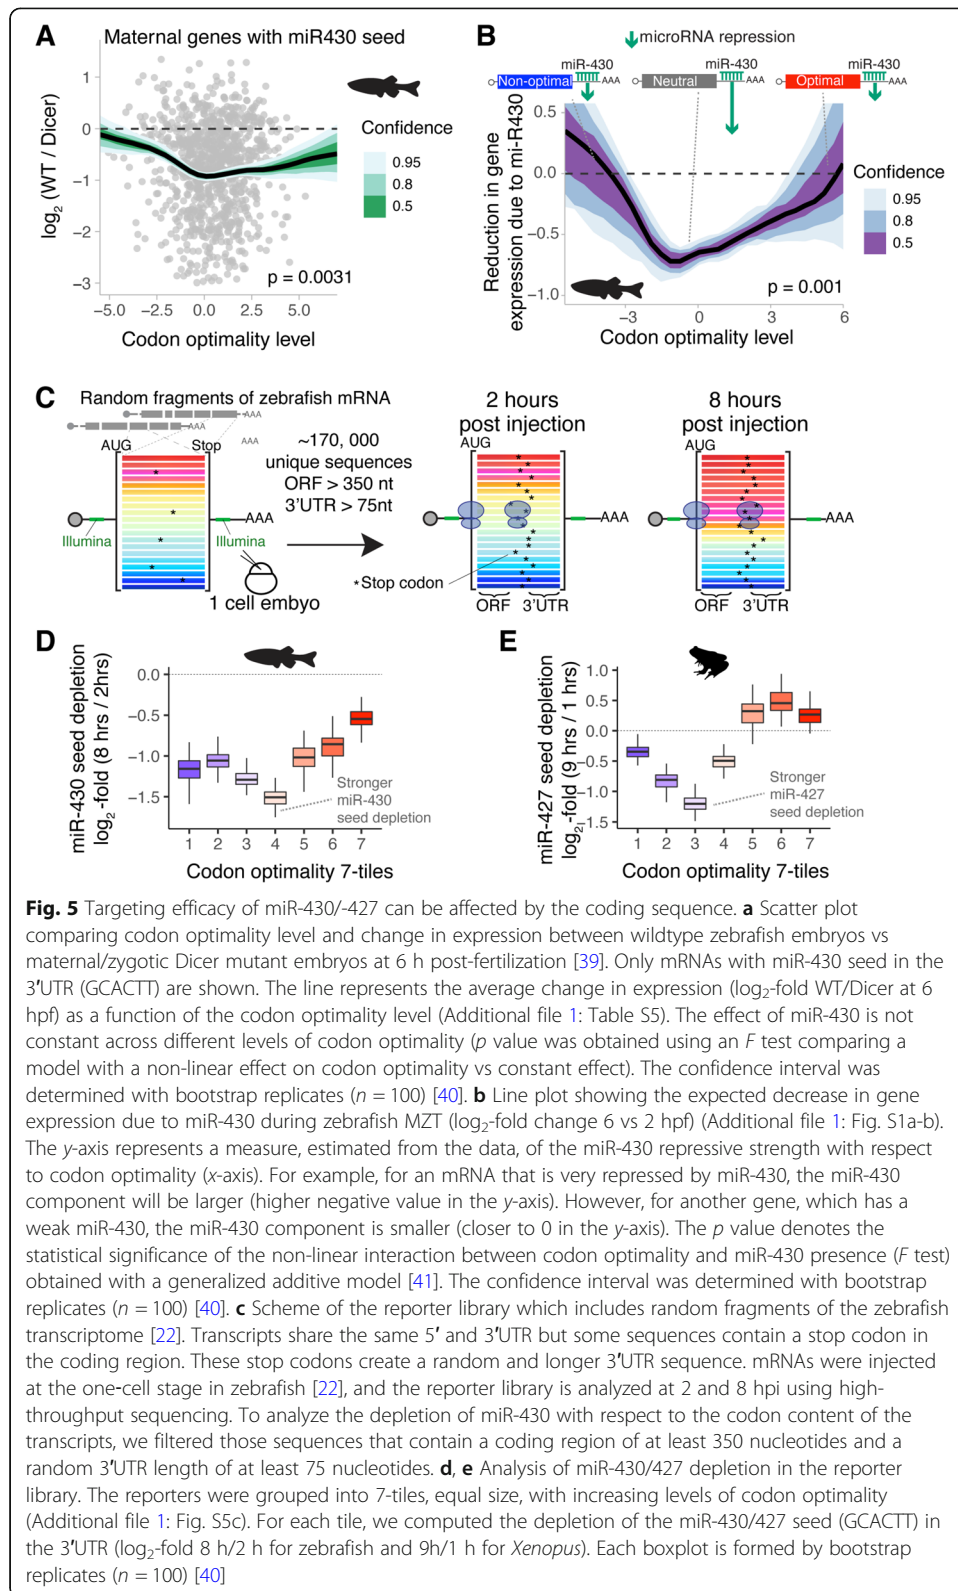 A
Maternal genes with miR430 seed
log2 (WT / Dicer)
1
0
−1
−2
−3
−5.0
−2.5
0.0
2.5
5.0
Codon optimality level
Confidence
0.95
0.8
0.5
p = 0.0031
B
microRNA repression
miR-430
miR-430
miR-430
Non-optimal
AAA
Neutral
AAA
Optimal
AAA
Reduction in gene
expression due to mi-R430
0.5
0.0
−0.5
−1.0
−3
0
3
6
Codon optimality level
Confidence
0.95
0.8
0.5
p = 0.001
C
Random fragments of zebrafish mRNA
AAA
AAA
AAA
AUG
Stop
Illumina
Illumina
AAA
1 cell embyo
~170, 000
unique sequences
ORF > 350 nt
3'UTR > 75nt
*Stop codon
2 hours
post injection
AUG
AAA
ORF
3'UTR
8 hours
post injection
AUG
AAA
ORF
3'UTR
D
miR-430 seed depletion
log2 -fold (8 hrs / 2hrs)
0.0
−0.5
−1.0
−1.5
1 2 3 4 5 6 7
Stronger
miR-430
seed depletion
Codon optimality 7-tiles
E
miR-427 seed depletion
log2l-fold (9 hrs / 1 hrs)
1.0
0.5
0.0
−0.5
−1.0
−1.5
1 2 3 4 5 6 7
Stronger
miR-427
seed depletion
Codon optimality 7-tiles
Fig. 5 Targeting efficacy of miR-430/-427 can be affected by the coding sequence. a Scatter plot
comparing codon optimality level and change in expression between wildtype zebrafish embryos vs
maternal/zygotic Dicer mutant embryos at 6 h post-fertilization [39]. Only mRNAs with miR-430 seed in the
3′UTR (GCACTT) are shown. The line represents the average change in expression (log2-fold WT/Dicer at 6
hpf) as a function of the codon optimality level (Additional file 1: Table S5). The effect of miR-430 is not
constant across different levels of codon optimality (p value was obtained using an F test comparing a
model with a non-linear effect on codon optimality vs constant effect). The confidence interval was
determined with bootstrap replicates (n = 100) [40]. b Line plot showing the expected decrease in gene
expression due to miR-430 during zebrafish MZT (log2-fold change 6 vs 2 hpf) (Additional file 1: Fig. S1a-b).
The y-axis represents a measure, estimated from the data, of the miR-430 repressive strength with respect
to codon optimality (x-axis). For example, for an mRNA that is very repressed by miR-430, the miR-430
component will be larger (higher negative value in the y-axis). However, for another gene, which has a
weak miR-430, the miR-430 component is smaller (closer to 0 in the y-axis). The p value denotes the
statistical significance of the non-linear interaction between codon optimality and miR-430 presence (F test)
obtained with a generalized additive model [41]. The confidence interval was determined with bootstrap
replicates (n = 100) [40]. c Scheme of the reporter library which includes random fragments of the zebrafish
transcriptome [22]. Transcripts share the same 5′ and 3′UTR but some sequences contain a stop codon in
the coding region. These stop codons create a random and longer 3′UTR sequence. mRNAs were injected
at the one-cell stage in zebrafish [22], and the reporter library is analyzed at 2 and 8 hpi using high-
throughput sequencing. To analyze the depletion of miR-430 with respect to the codon content of the
transcripts, we filtered those sequences that contain a coding region of at least 350 nucleotides and a
random 3′UTR length of at least 75 nucleotides. d, e Analysis of miR-430/427 depletion in the reporter
library. The reporters were grouped into 7-tiles, equal size, with increasing levels of codon optimality
(Additional file 1: Fig. S5c). For each tile, we computed the depletion of the miR-430/427 seed (GCACTT) in
the 3′UTR (log2-fold 8 h/2 h for zebrafish and 9h/1 h for Xenopus). Each boxplot is formed by bootstrap
replicates (n = 100) [40]